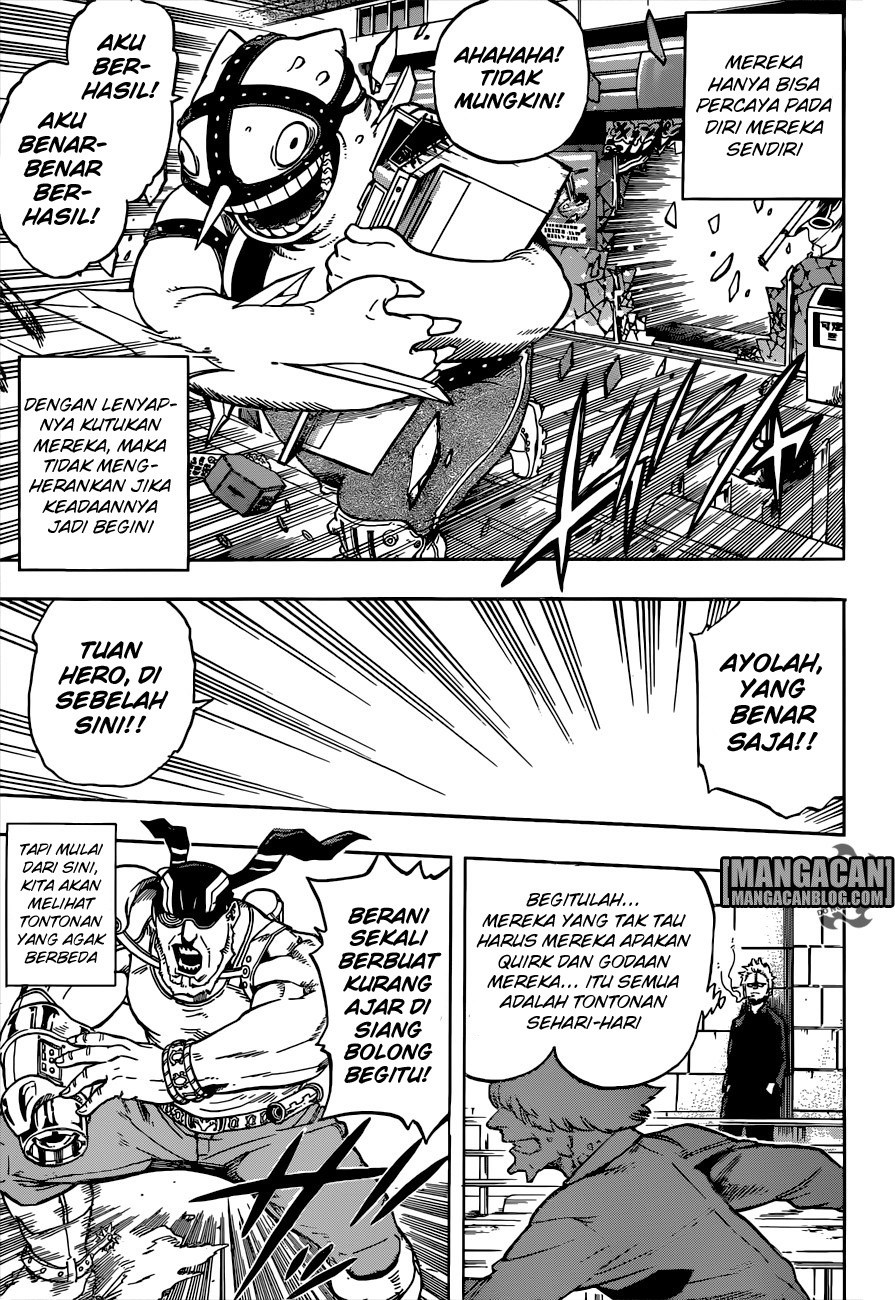 MEREKA
HANYA BISA
PERCAYA PADA
DIRI MEREKA
SENDIRI
AHAHAHA!
TIDAK
MUNGKIN!
AKU
BER-
HASIL!
AKU
BENAR-
BENAR
BER-
HASIL!
DENGAN LENYAP-
NYA KUTUKAN
MEREKA, MAKA
TIDAK MENG-
HERANKAN JIKA
KEADAANNYA
JADI BEGINI
AYOLAH,
YANG
BENAR
SAJA!!
TUAN
HERO, DI
SEBELAH
SINI!!
[MANGACAN]
MANGACANBLOG.COM
BEGITULAH...
MEREKA YANG TAK TAU
HARUS MEREKA APAKAN
QUIRK DAN GODAAN
MEREKA... ITU SEMUA
ADALAH TONTONAN
SEHARI-HARI
TAPI MULAI
DARI SINI,
KITA AKAN
MELIHAT
TONTONAN
YANG AGAK
BERBEDA
BERANI
SEKALI
BERBUAT
KURANG
AJAR DI
SIANG
BOLONG
BEGITU!